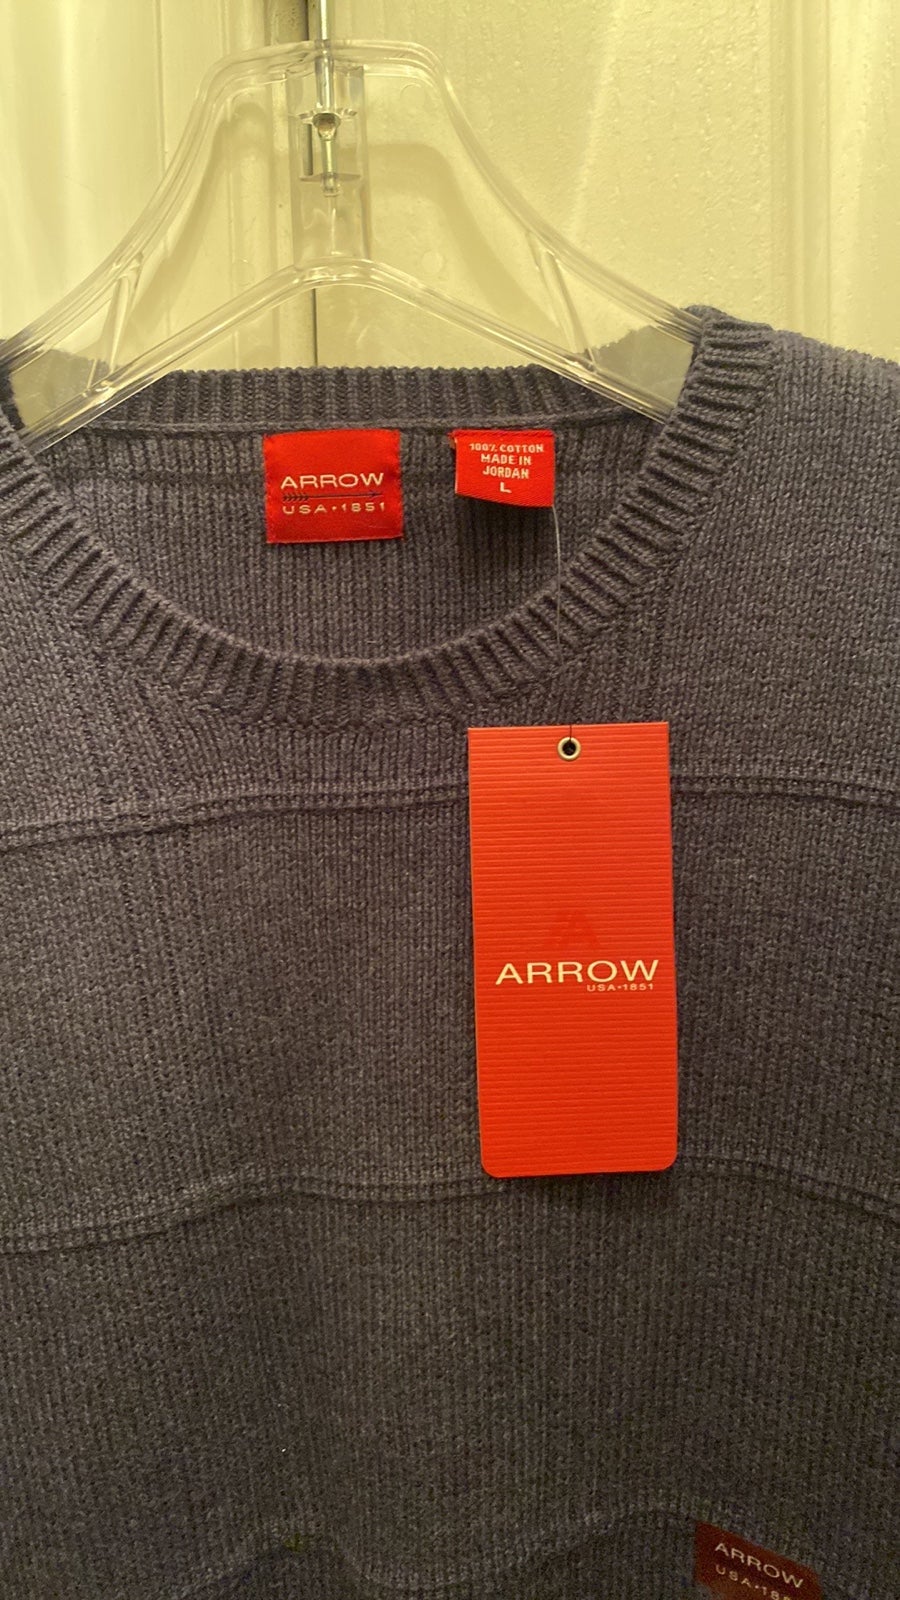 ARROW
USA•1851
100% COTTON
MADE IN
JORDAN
L
ARROW
USA•1851
ARROW